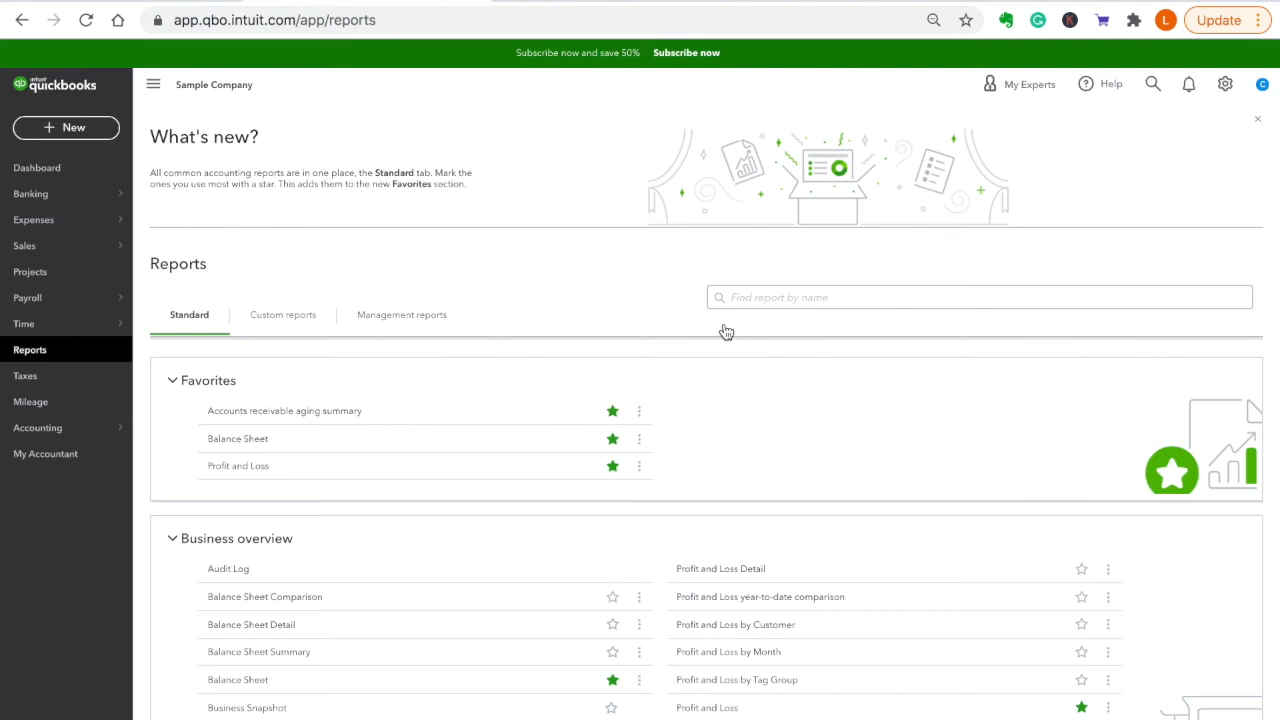 app.qbo.intuit.com/app/reports
L
Update
Subscribe now and save 50% Subscribe now
intuit
quickbooks
Sample Company
My Experts
Help
C
+ New
Dashboard
Banking
Expenses
Sales
Projects
Payroll
Time
Reports
Taxes
Mileage
Accounting
My Accountant
What's new?
All common accounting reports are in one place, the Standard tab. Mark the
ones you use most with a star. This adds them to the new Favorites section.
Reports
Find report by name
Standard
Custom reports
Management reports
Favorites
Accounts receivable aging summary
Balance Sheet
Profit and Loss
Business overview
Audit Log
Balance Sheet Comparison
Balance Sheet Detail
Balance Sheet Summary
Balance Sheet
Business Snapshot
Profit and Loss Detail
Profit and Loss year-to-date comparison
Profit and Loss by Customer
Profit and Loss by Month
Profit and Loss by Tag Group
Profit and Loss